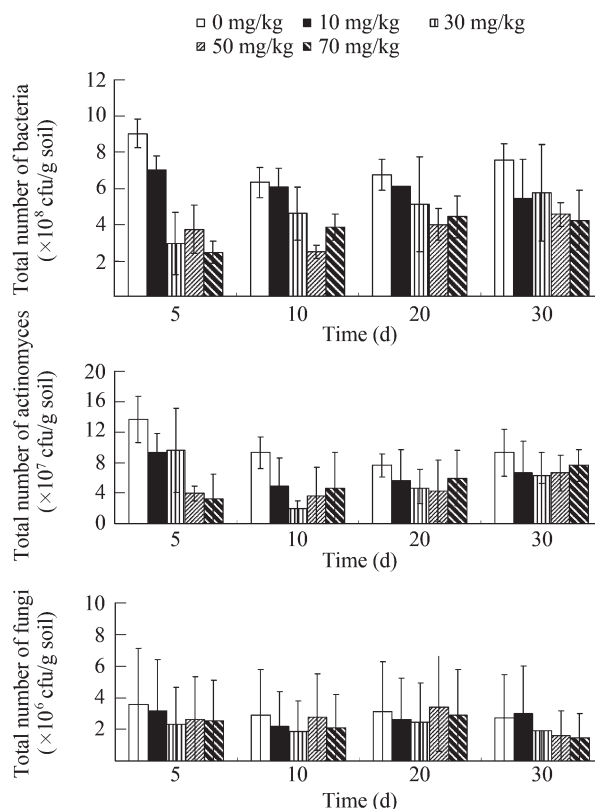 0 mg/kg 10 mg/kg 30 mg/kg
50 mg/kg 70 mg/kg
Total number of bacteria
(×10⁸ cfu/g soil)
12
10
8
6
4
2
5 10 20 30
Time (d)
Total number of actinomyces
(×10⁷ cfu/g soil)
20
16
12
8
4
0
5 10 20 30
Time (d)
Total number of fungi
(×10⁶ cfu/g soil)
10
8
6
4
2
5 10 20 30
Time (d)